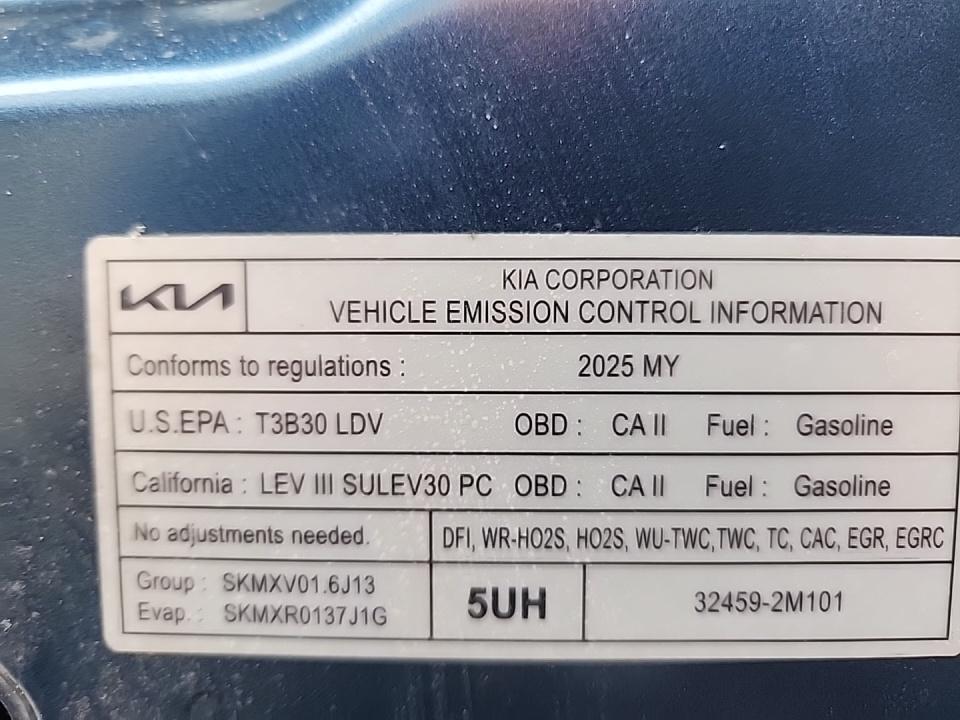 KIA
KIA CORPORATION
VEHICLE EMISSION CONTROL INFORMATION
Conforms to regulations : 2025 MY
U.S.EPA : T3B30 LDV OBD : CA II Fuel : Gasoline
California : LEV III SULEV30 PC OBD : CA II Fuel : Gasoline
No adjustments needed. DFI, WR-HO2S, HO2S, WU-TWC,TWC, TC, CAC, EGR, EGRC
Group : SKMXV01.6J13
Evap. : SKMXR0137J1G
5UH
32459-2M101